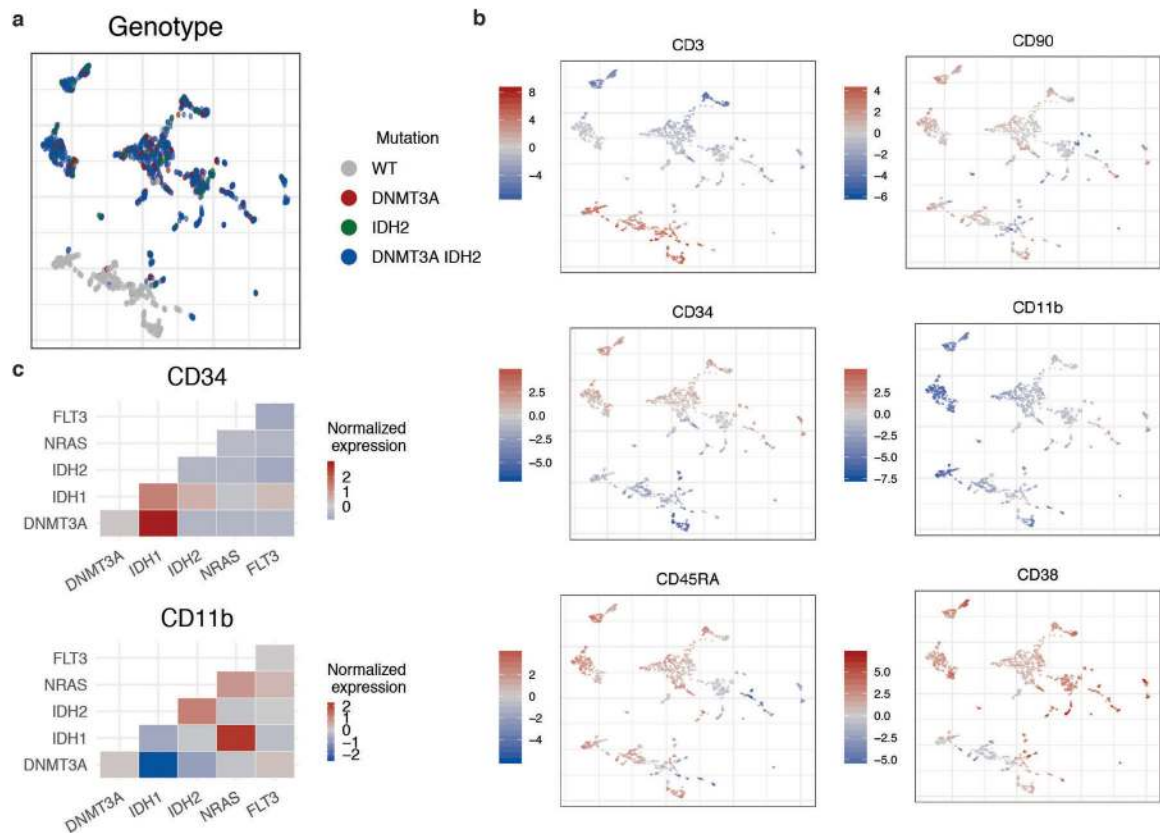 a
Genotype
Mutation
WT
DNMT3A
IDH2
DNMT3A IDH2
b
CD3
8
4
0
−4
CD90
4
2
0
−2
−4
−6
CD34
2.5
0.0
−2.5
−5.0
CD11b
2.5
0.0
−2.5
−5.0
−7.5
CD45RA
2
0
−2
−4
CD38
5.0
2.5
0.0
−2.5
−5.0
c
CD34
FLT3
NRAS
IDH2
IDH1
DNMT3A
DNMT3A IDH1 IDH2 NRAS FLT3
Normalized
expression
2
1
0
CD11b
FLT3
NRAS
IDH2
IDH1
DNMT3A
DNMT3A IDH1 IDH2 NRAS FLT3
Normalized
expression
2
1
0
−1
−2